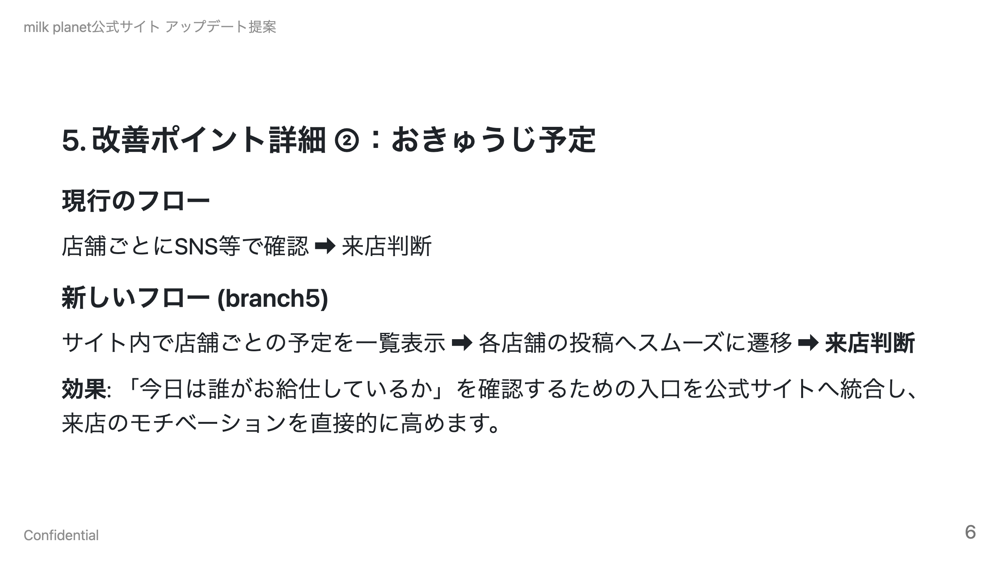 milk planet公式サイト アップデート提案
5. 改善ポイント詳細 ②：おきゅうじ予定
現行のフロー
店舗ごとにSNS等で確認 ➡ 来店判断
新しいフロー (branch5)
サイト内で店舗ごとの予定を一覧表示 ➡ 各店舗の投稿へスムーズに遷移 ➡ 来店判断
効果: 「今日は誰がお給仕しているか」を確認するための入口を公式サイトへ統合し、
来店のモチベーションを直接的に高めます。
Confidential
6